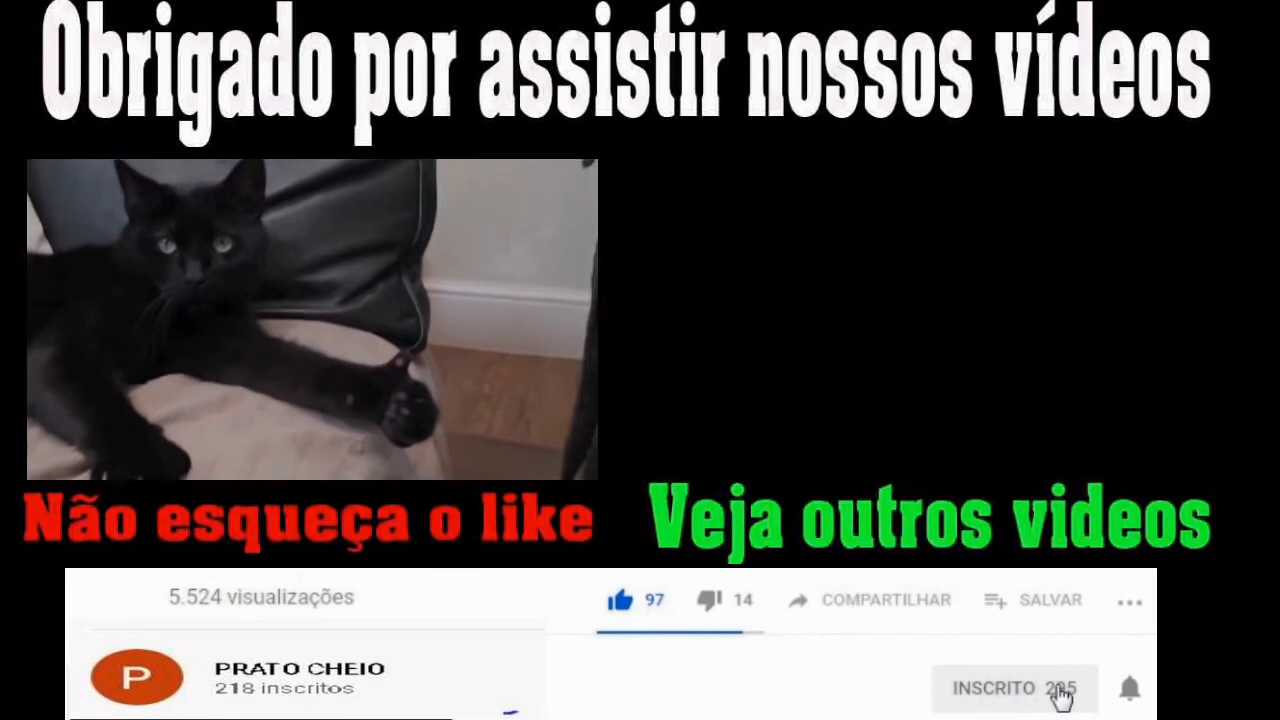 Obrigado por assistir nossos vídeos
Não esqueça o like
Veja outros videos
5.524 visualizações
97
14
COMPARTILHAR
SALVAR
P
PRATO CHEIO
218 inscritos
INSCRITO